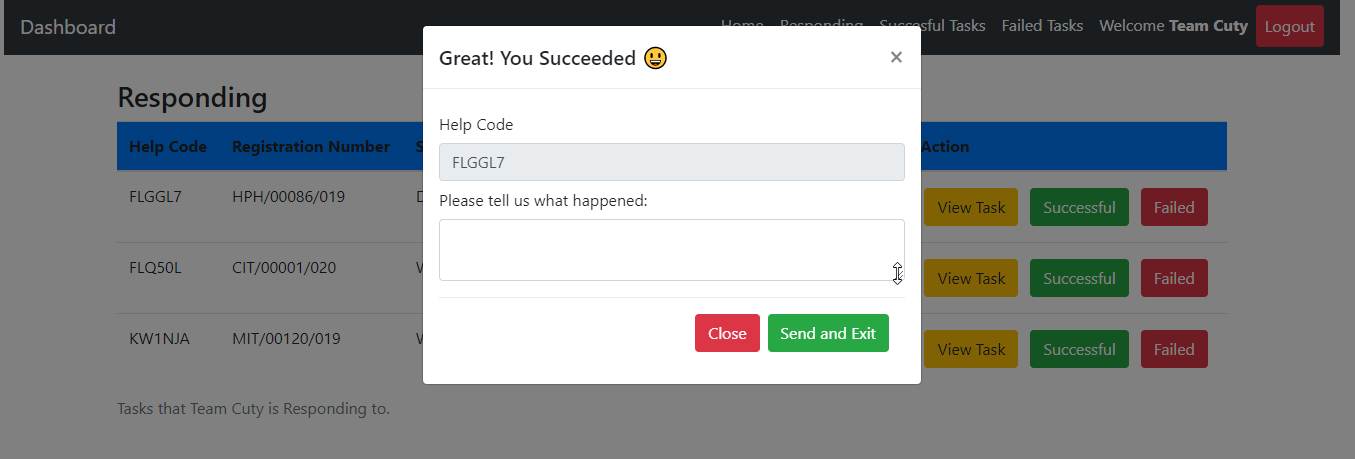 Dashboard
Home Responding Succesful Tasks Failed Tasks Welcome Team Cuty Logout
Great! You Succeeded
×
Responding
Help Code Registration Number Action
FLGGL7 HPH/00086/019 View Task Successful Failed
FLQ50L CIT/00001/020 View Task Successful Failed
KW1NJA MIT/00120/019 View Task Successful Failed
Tasks that Team Cuty is Responding to.
Help Code
FLGGL7
Please tell us what happened:
Close Send and Exit